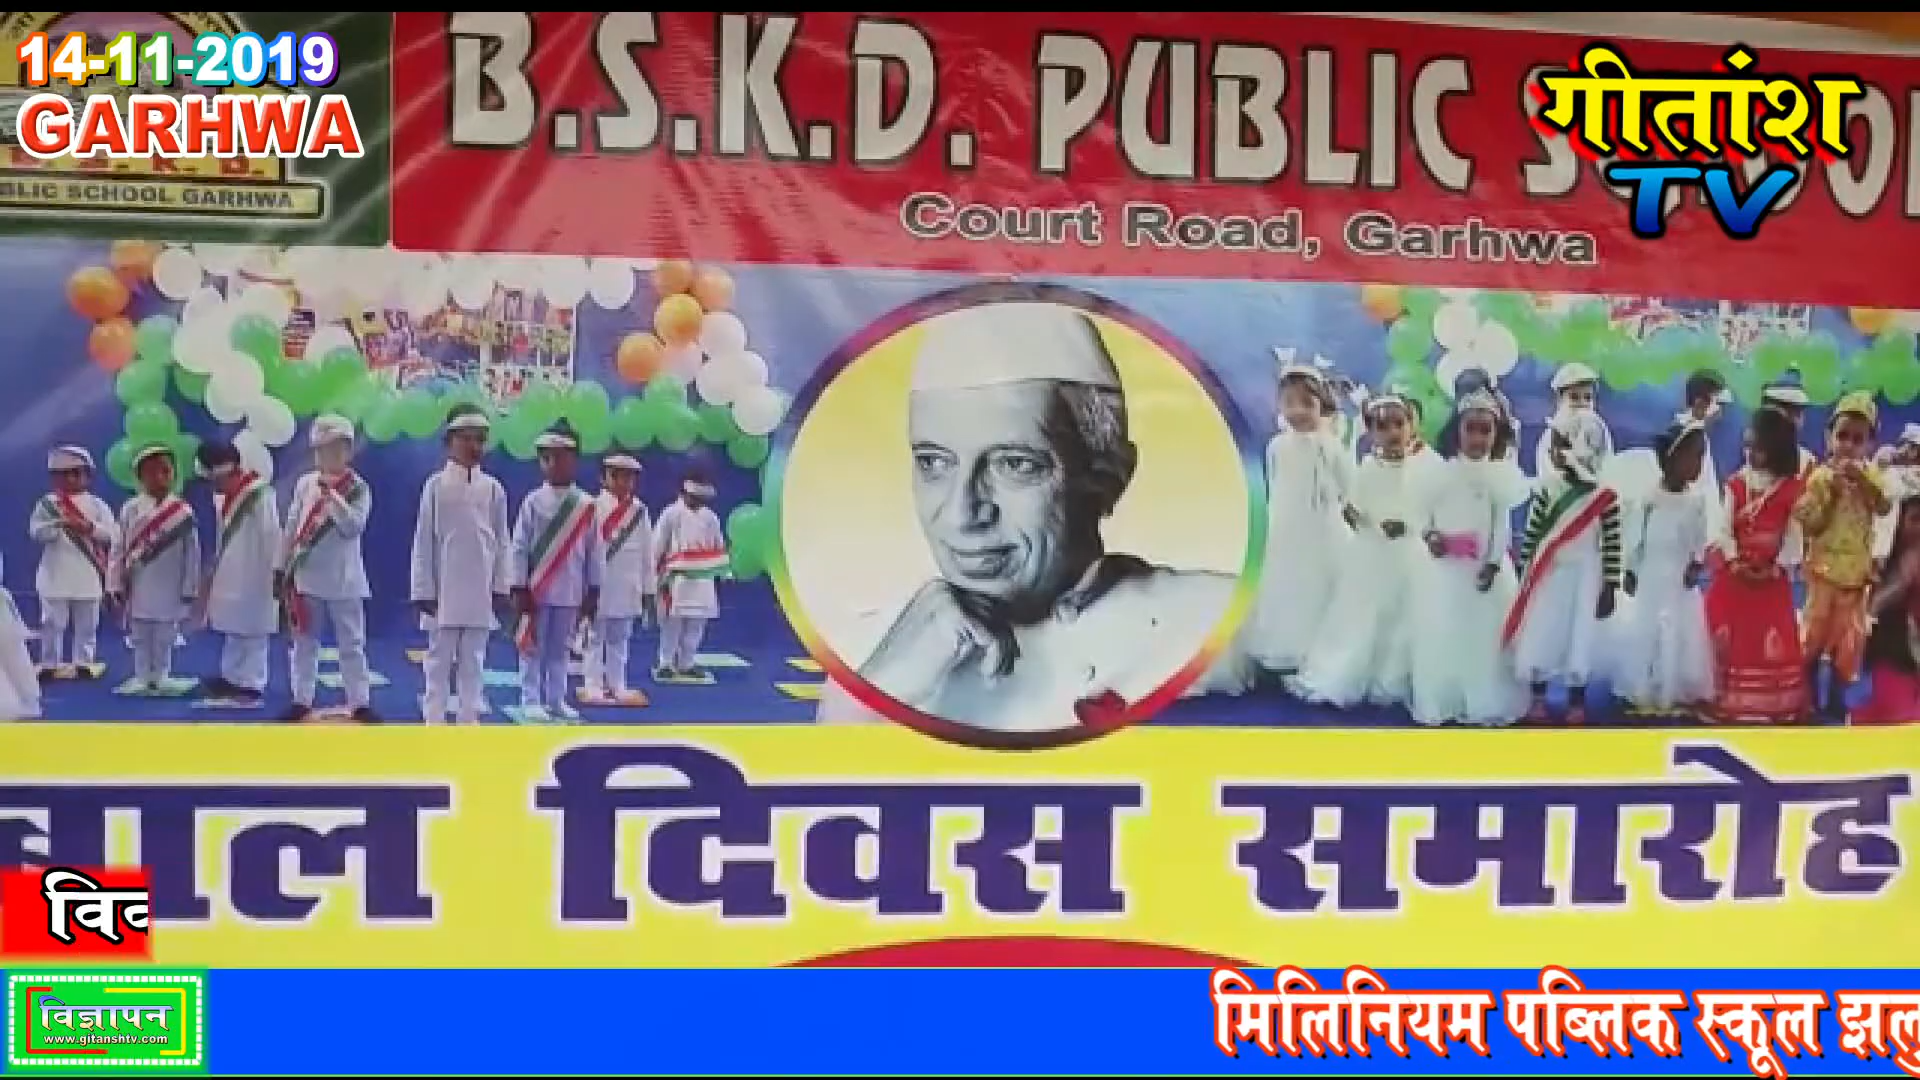 14-11-2019
GARHWA
B.S.K.D. PUBLIC
गीतांश
TV
BLIC SCHOOL GARHWA
Court Road, Garhwa
बाल दिवस समारोह
विज्ञापन
www.gitanshtv.com
मिलिनियम पब्लिक स्कूल